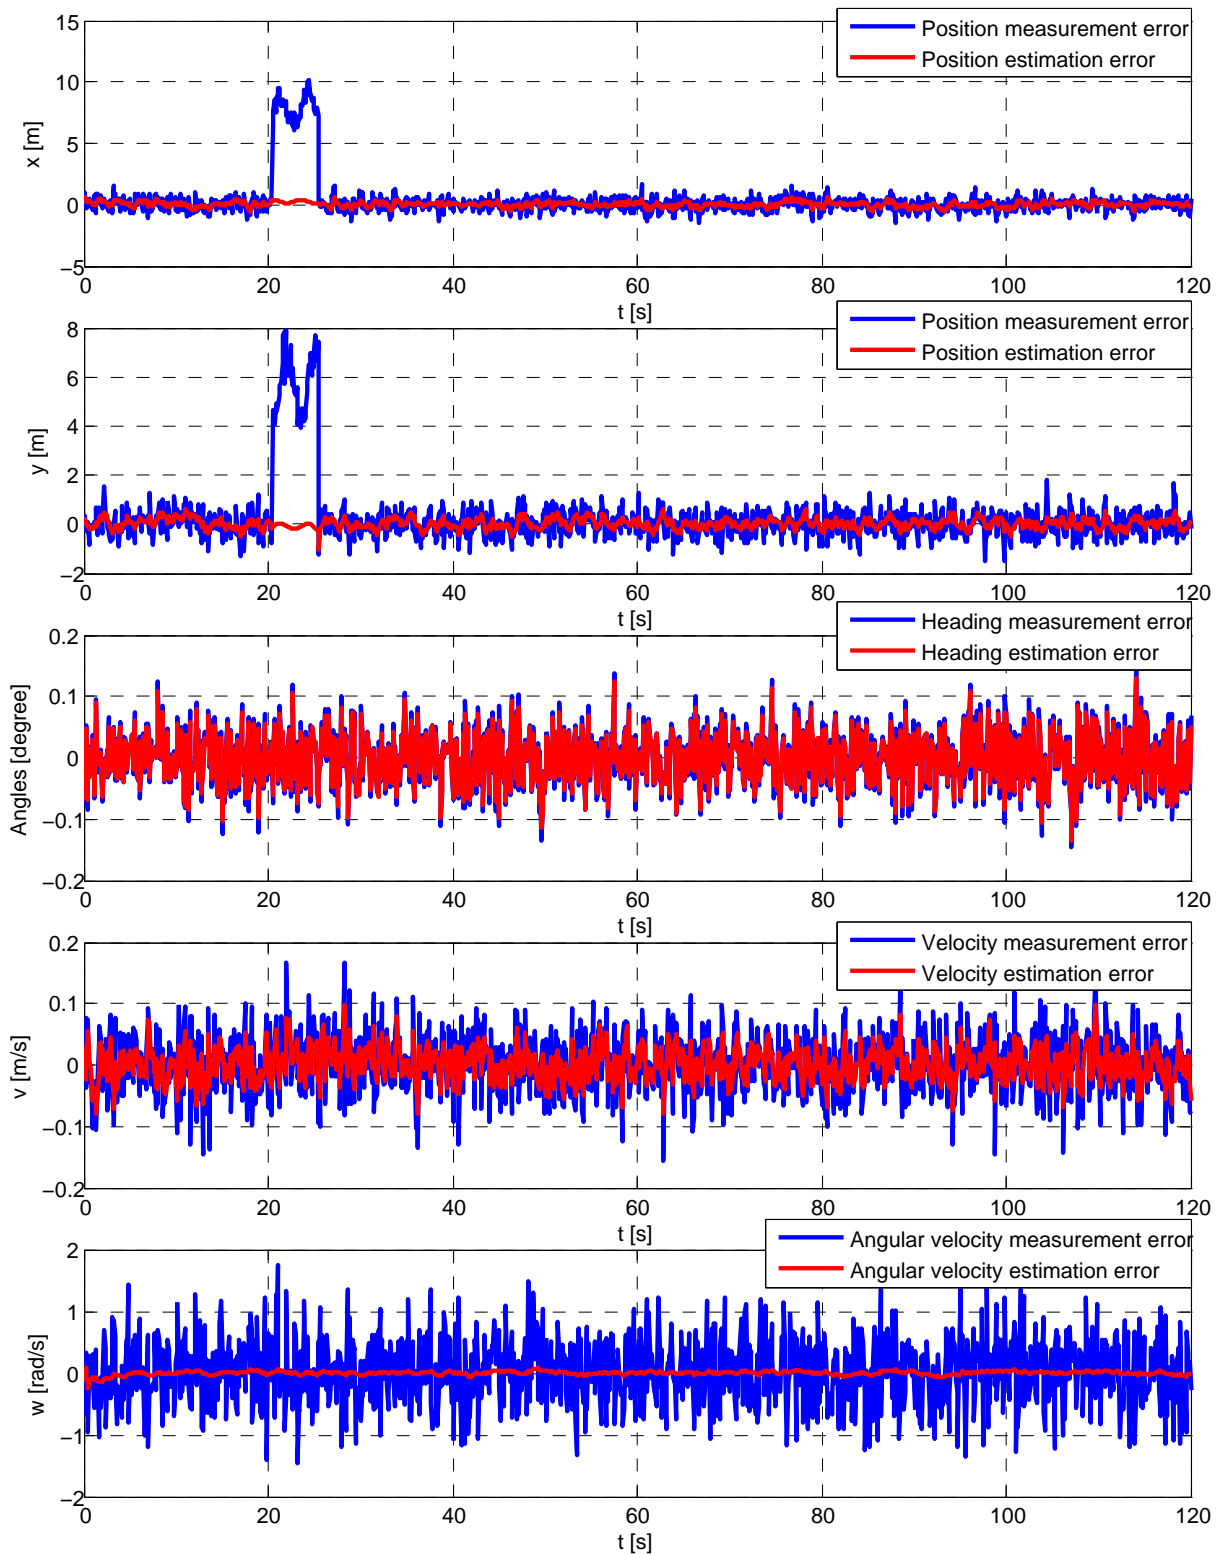 15
10
5
0
−5
x [m]
Position measurement error
Position estimation error
0 20 40 60 80 100 120
t [s]
8
6
4
2
0
−2
y [m]
Position measurement error
Position estimation error
0 20 40 60 80 100 120
t [s]
0.2
0.1
0
−0.1
−0.2
Angles [degree]
Heading measurement error
Heading estimation error
0 20 40 60 80 100 120
t [s]
0.2
0.1
0
−0.1
−0.2
v [m/s]
Velocity measurement error
Velocity estimation error
0 20 40 60 80 100 120
t [s]
2
1
0
−1
−2
w [rad/s]
Angular velocity measurement error
Angular velocity estimation error
0 20 40 60 80 100 120
t [s]